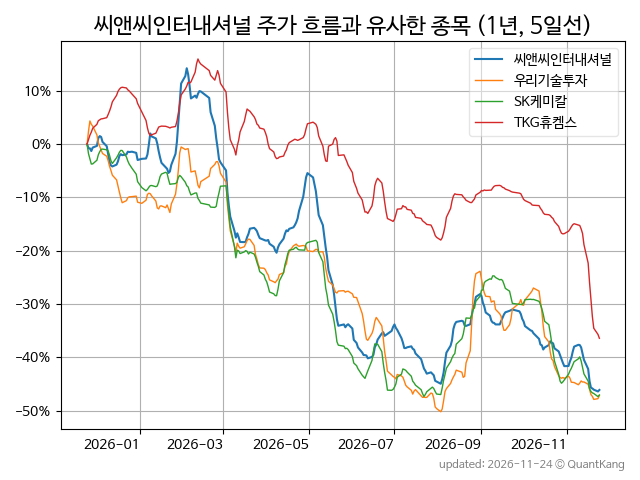 씨앤씨인터내셔널 주가 흐름과 유사한 종목 (1년, 5일선)
씨앤씨인터내셔널
우리기술투자
SK케미칼
TKG휴켐스
10%
0%
−10%
−20%
−30%
−40%
−50%
2026-01 2026-03 2026-05 2026-07 2026-09 2026-11
updated: 2026-11-24 © QuantKang